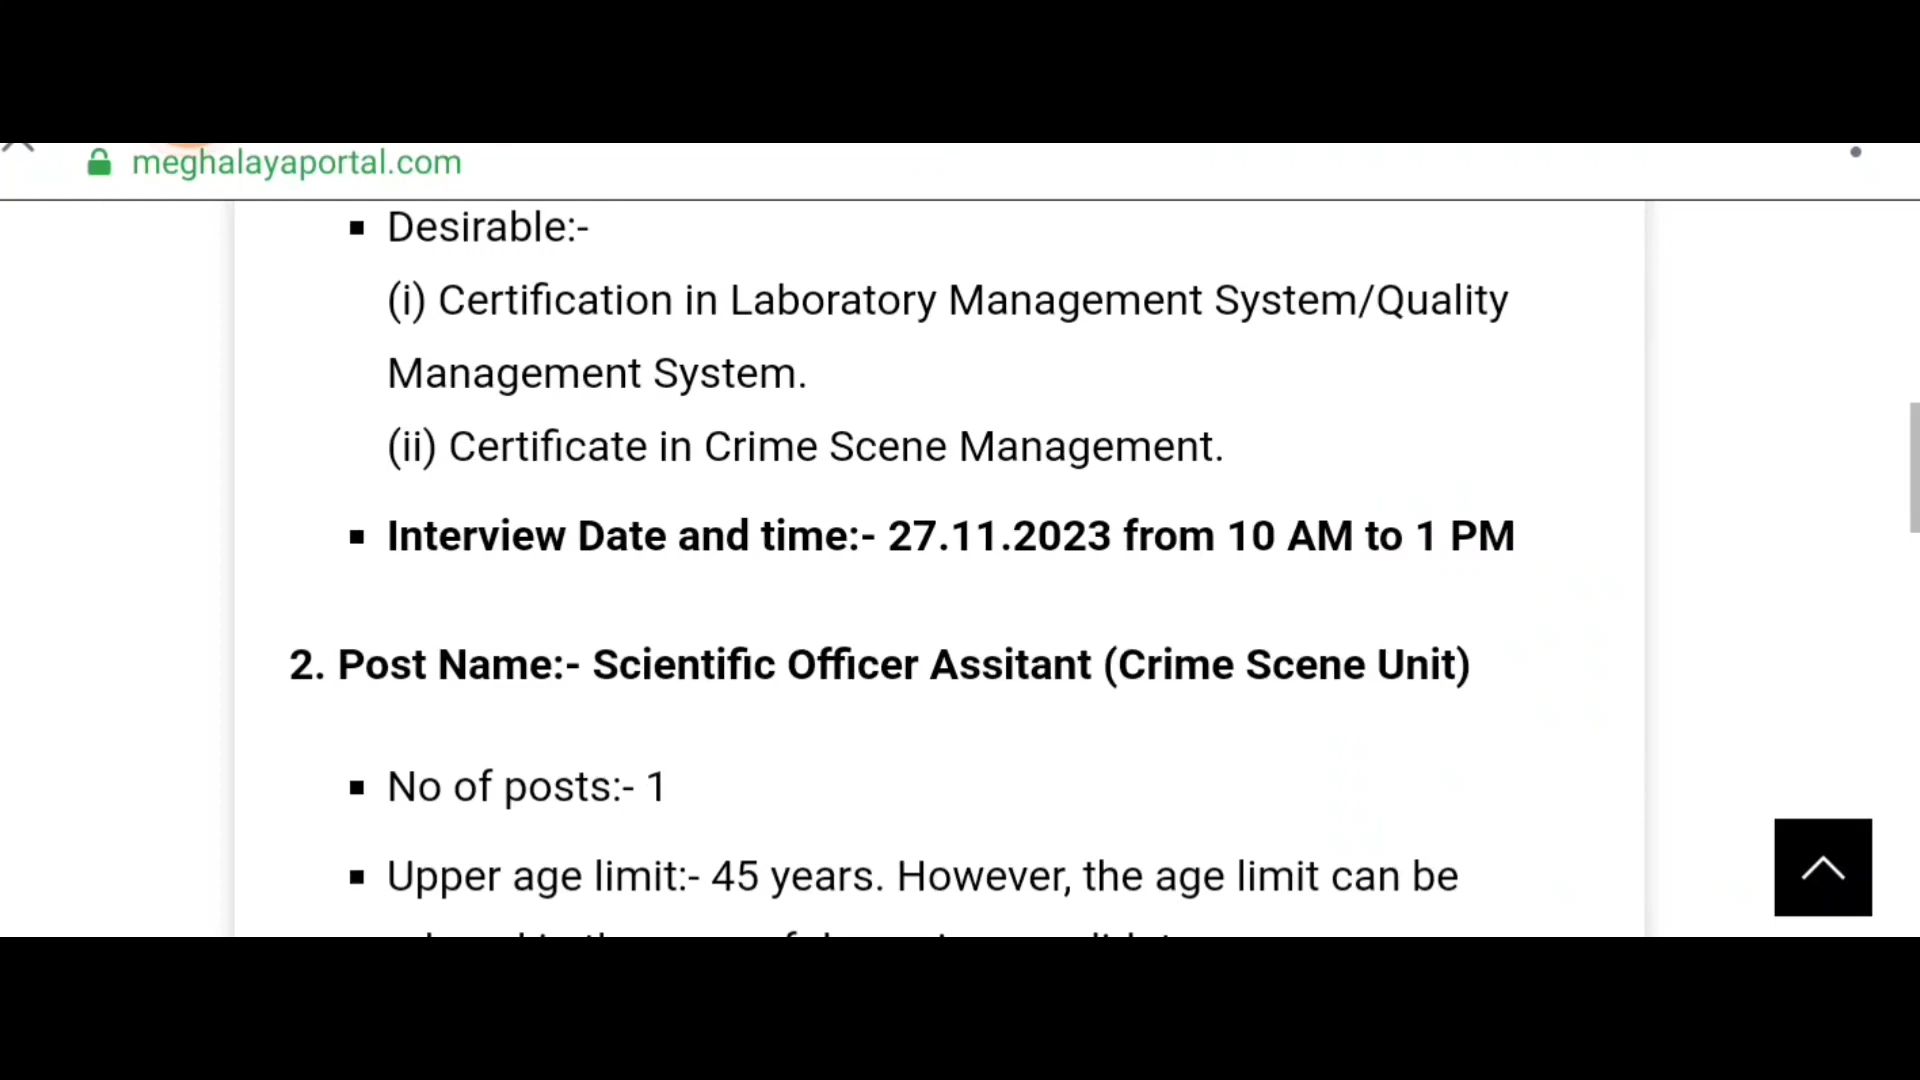 meghalayaportal.com
▪ Desirable:-
(i) Certification in Laboratory Management System/Quality
Management System.
(ii) Certificate in Crime Scene Management.
▪ Interview Date and time:- 27.11.2023 from 10 AM to 1 PM
2. Post Name:- Scientific Officer Assitant (Crime Scene Unit)
▪ No of posts:- 1
▪ Upper age limit:- 45 years. However, the age limit can be